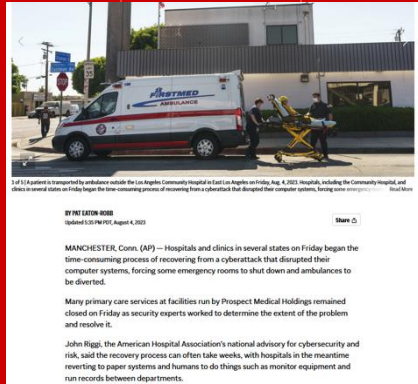 FIRSTMED
AMBULANCE
STOP
35
1 of 5 | A patient is transported by ambulance outside the Los Angeles Community Hospital in East Los Angeles on Friday, Aug. 4, 2023. Hospitals, including the Community Hospital, and
clinics in several states on Friday began the time-consuming process of recovering from a cyberattack that disrupted their computer systems, forcing some Read More
BY PAT EATON-ROBB
Updated 5:35 PM PDT, August 4, 2023
Share
MANCHESTER, Conn. (AP) — Hospitals and clinics in several states on Friday began the
time-consuming process of recovering from a cyberattack that disrupted their
computer systems, forcing some emergency rooms to shut down and ambulances to
be diverted.
Many primary care services at facilities run by Prospect Medical Holdings remained
closed on Friday as security experts worked to determine the extent of the problem
and resolve it.
John Riggi, the American Hospital Association's national advisory for cybersecurity and
risk, said the recovery process can often take weeks, with hospitals in the meantime
reverting to paper systems and humans to do things such as monitor equipment and
run records between departments.